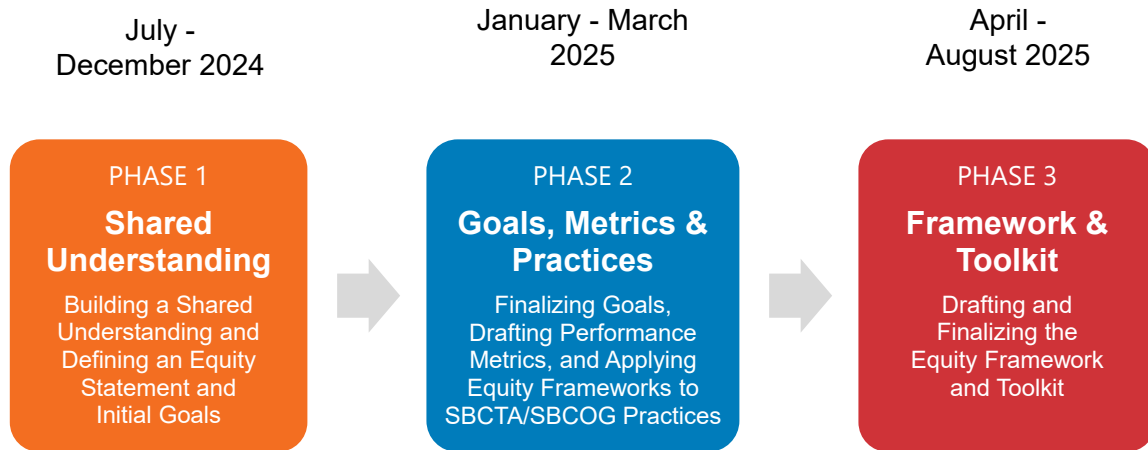 July -
December 2024
January - March
2025
April -
August 2025
PHASE 1
Shared
Understanding
Building a Shared
Understanding and
Defining an Equity
Statement and
Initial Goals
PHASE 2
Goals, Metrics &
Practices
Finalizing Goals,
Drafting Performance
Metrics, and Applying
Equity Frameworks to
SBCTA/SBCOG Practices
PHASE 3
Framework &
Toolkit
Drafting and
Finalizing the
Equity Framework
and Toolkit